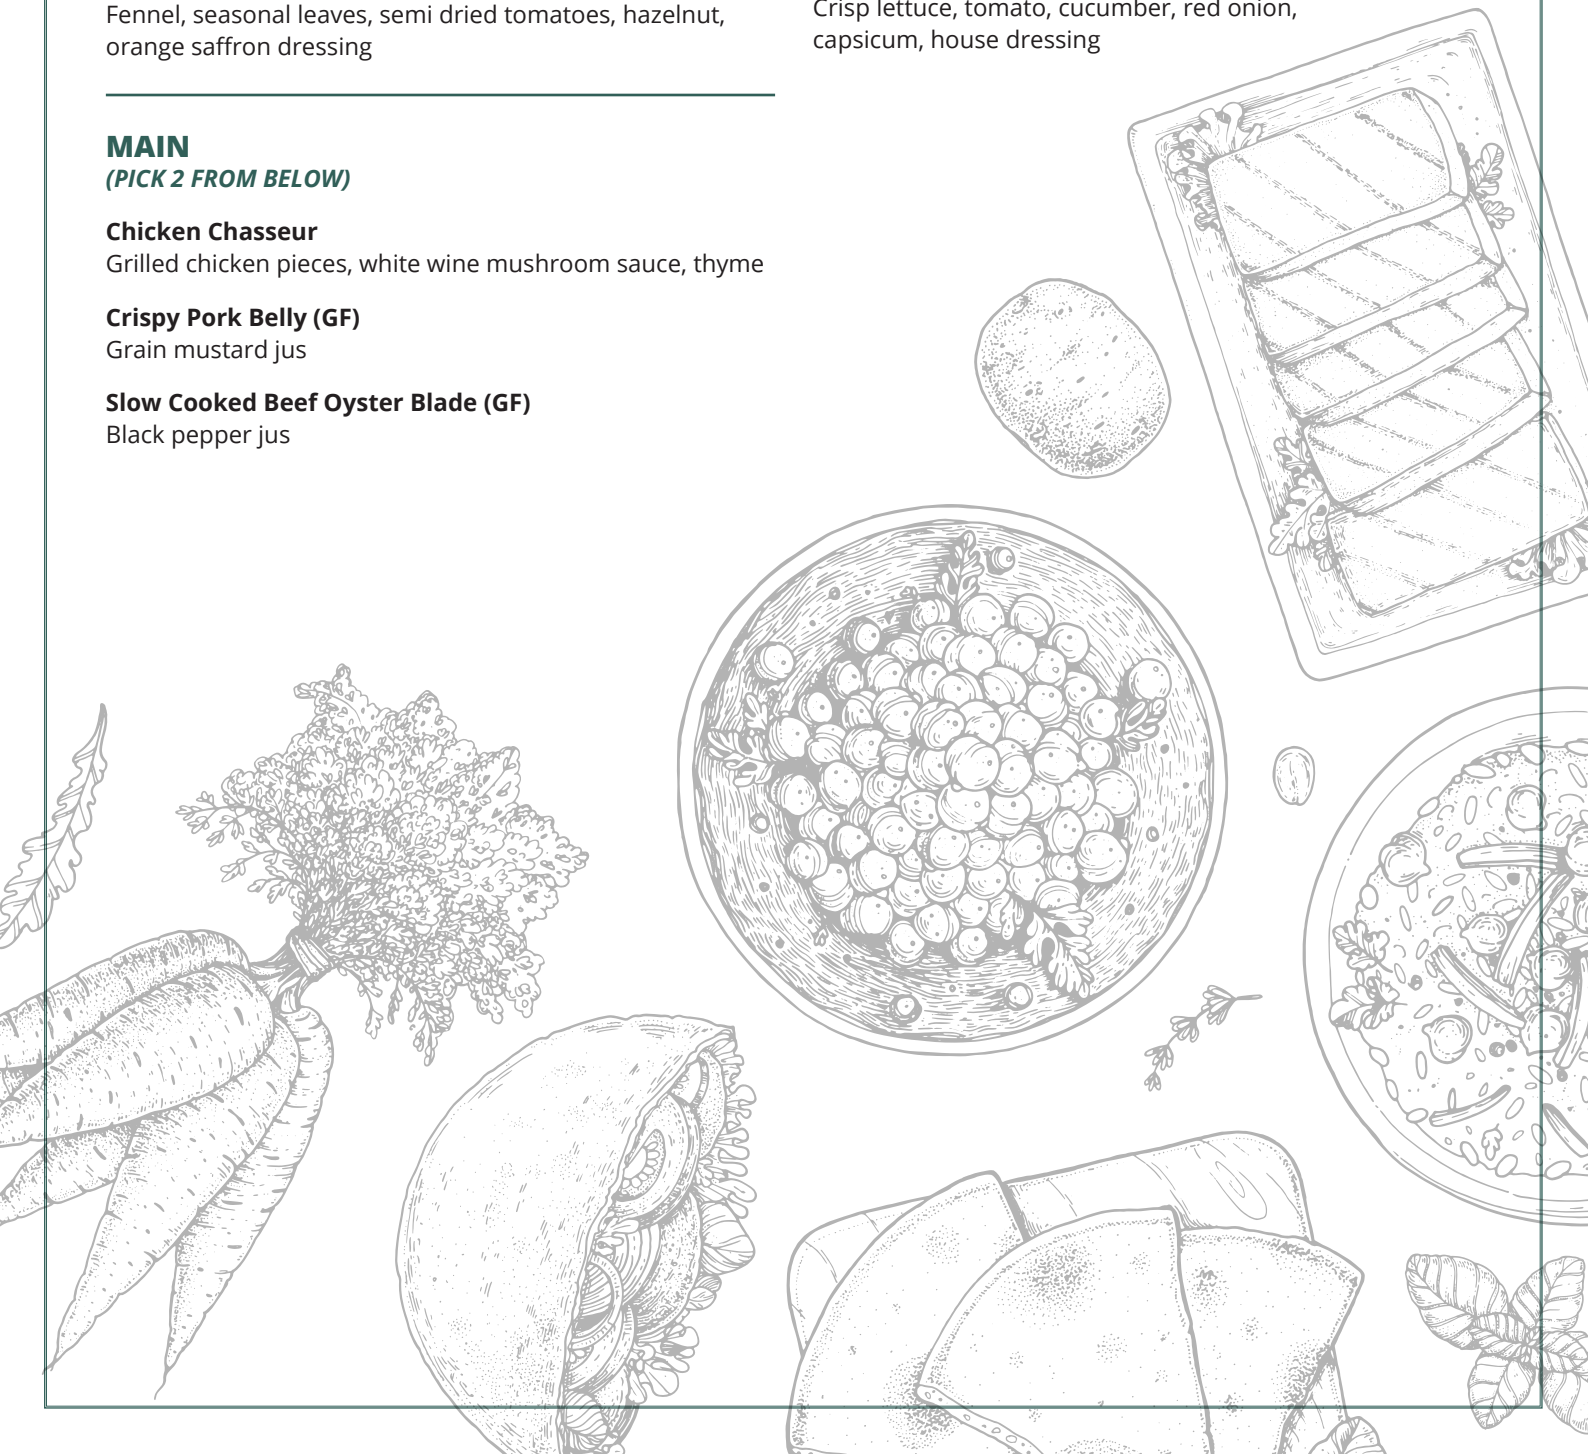 Fennel, seasonal leaves, semi dried tomatoes, hazelnut,
orange saffron dressing
Crisp lettuce, tomato, cucumber, red onion,
capsicum, house dressing
MAIN
(PICK 2 FROM BELOW)
Chicken Chasseur
Grilled chicken pieces, white wine mushroom sauce, thyme
Crispy Pork Belly (GF)
Grain mustard jus
Slow Cooked Beef Oyster Blade (GF)
Black pepper jus